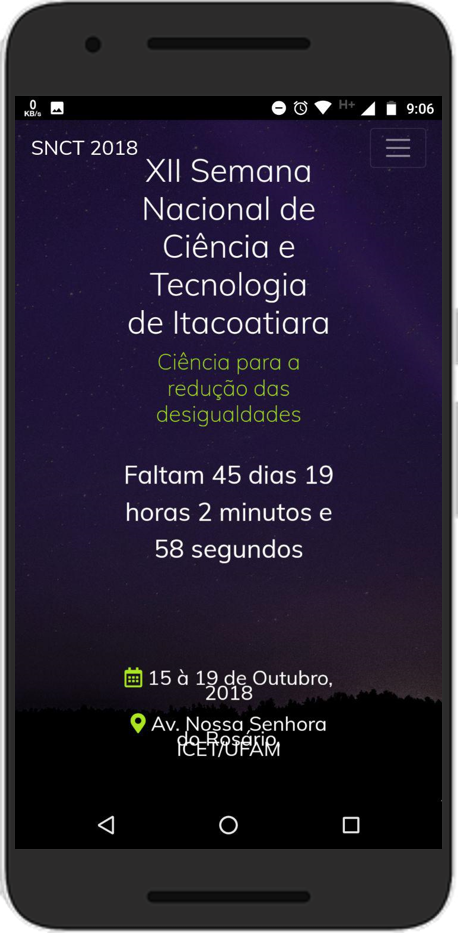 0
KB/s
H+
9:06
SNCT 2018
XII Semana
Nacional de
Ciência e
Tecnologia
de Itacoatiara
Ciência para a
redução das
desigualdades
Faltam 45 dias 19
horas 2 minutos e
58 segundos
15 à 19 de Outubro,
2018
Av. Nossa Senhora
do Rosário,
ICET/UFAM